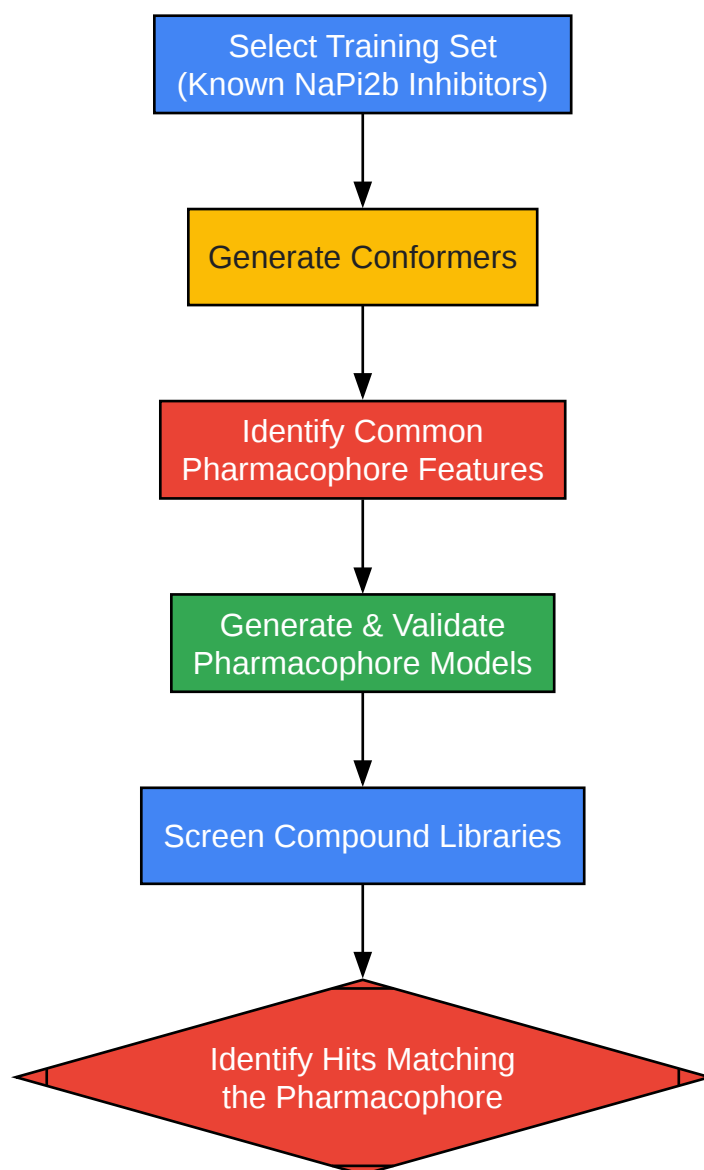 Select Training Set
(Known NaPi2b Inhibitors)
Generate Conformers
Identify Common
Pharmacophore Features
Generate & Validate
Pharmacophore Models
Screen Compound Libraries
Identify Hits Matching
the Pharmacophore